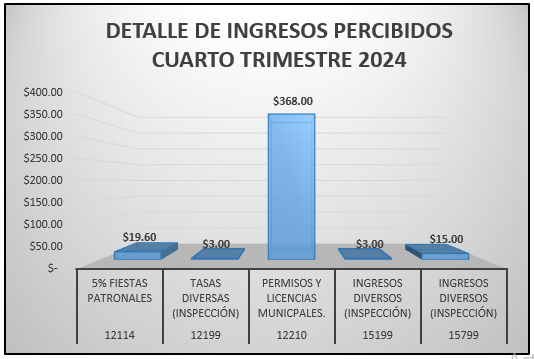 DETALLE DE INGRESOS PERCIBIDOS
CUARTO TRIMESTRE 2024
$400.00
$350.00
$300.00
$250.00
$200.00
$150.00
$100.00
$50.00
$-
$19.60
$3.00
$368.00
$3.00
$15.00
5% FIESTAS
PATRONALES
12114
TASAS
DIVERSAS
(INSPECCIÓN)
12199
PERMISOS Y
LICENCIAS
MUNICPALES.
12210
INGRESOS
DIVERSOS
(INSPECCIÓN)
15199
INGRESOS
DIVERSOS
(INSPECCIÓN)
15799